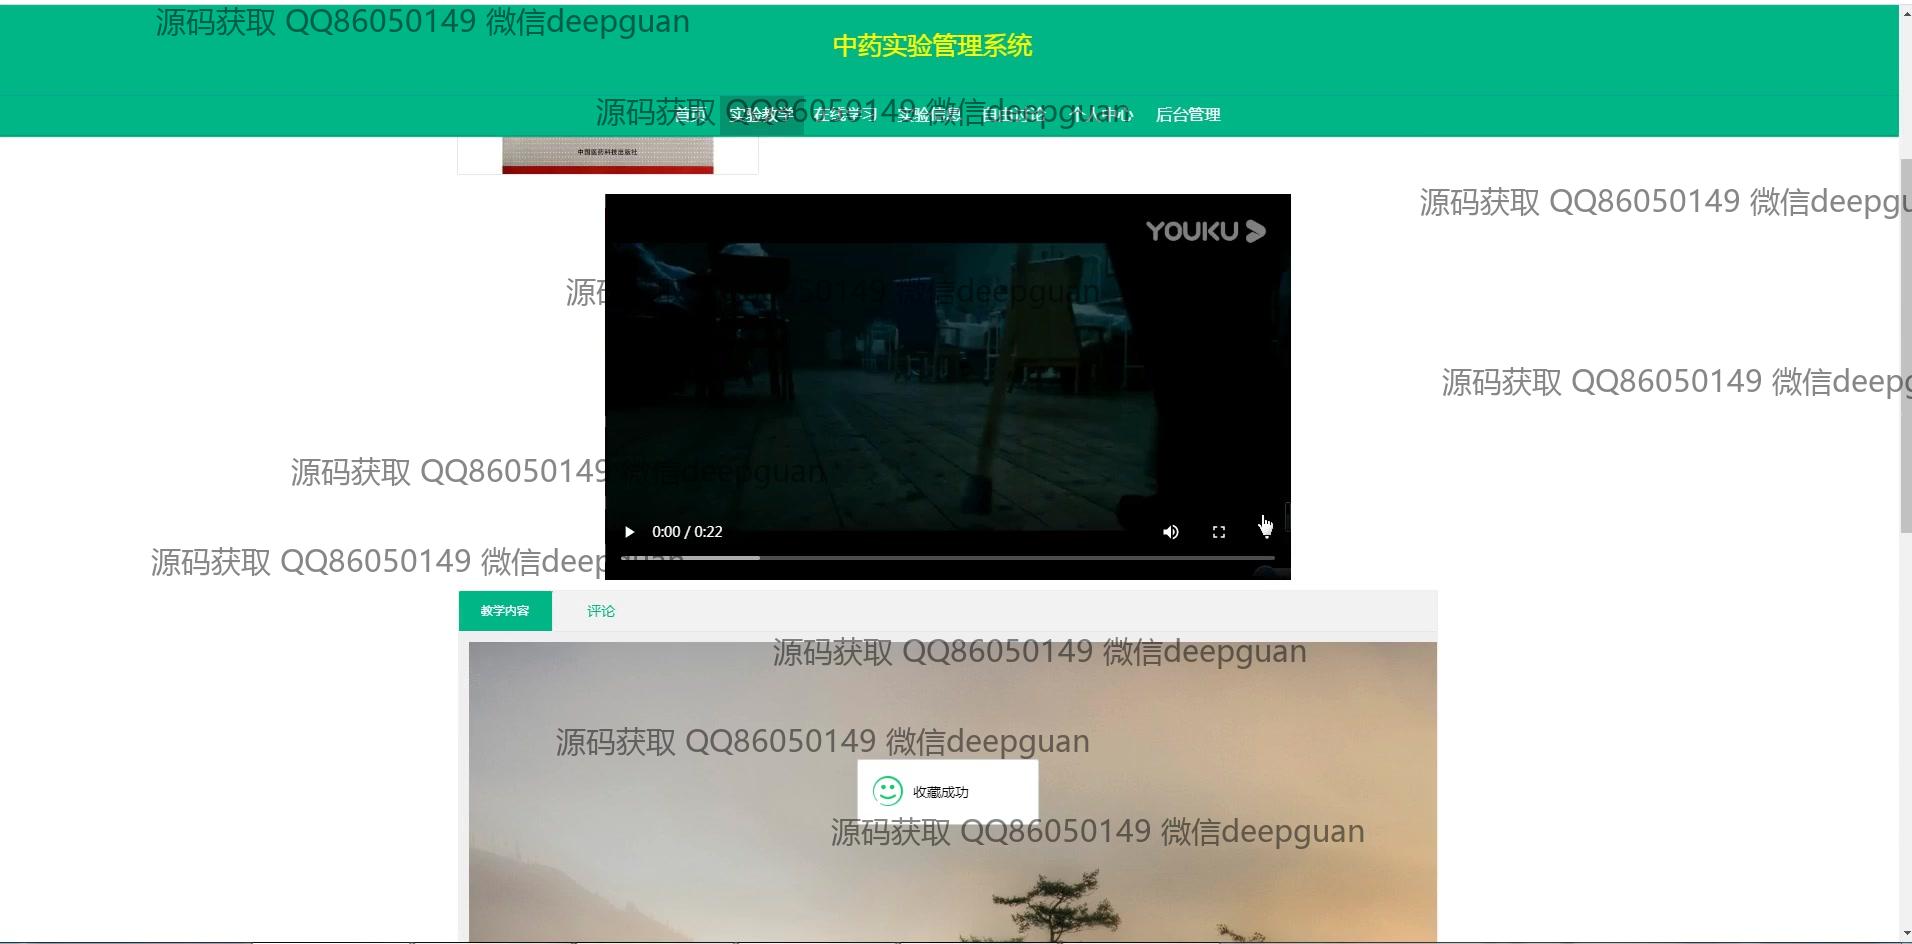 源码获取 QQ86050149 微信deepguan
中药实验管理系统
源码获取 QQ86050149 微信deepguan
首页 实验教学 在线学习 实验信息 自由讨论 个人中心 后台管理
中国医药科技出版社
源码获取 QQ86050149 微信deepgu
YOUKU
源码获取 QQ86050149 微信deepguan
源码获取 QQ86050149 微信deepg
源码获取 QQ86050149 微信deepguan
0:00 / 0:22
源码获取 QQ86050149 微信deepguan
教学内容 评论
源码获取 QQ86050149 微信deepguan
源码获取 QQ86050149 微信deepguan
收藏成功
源码获取 QQ86050149 微信deepguan